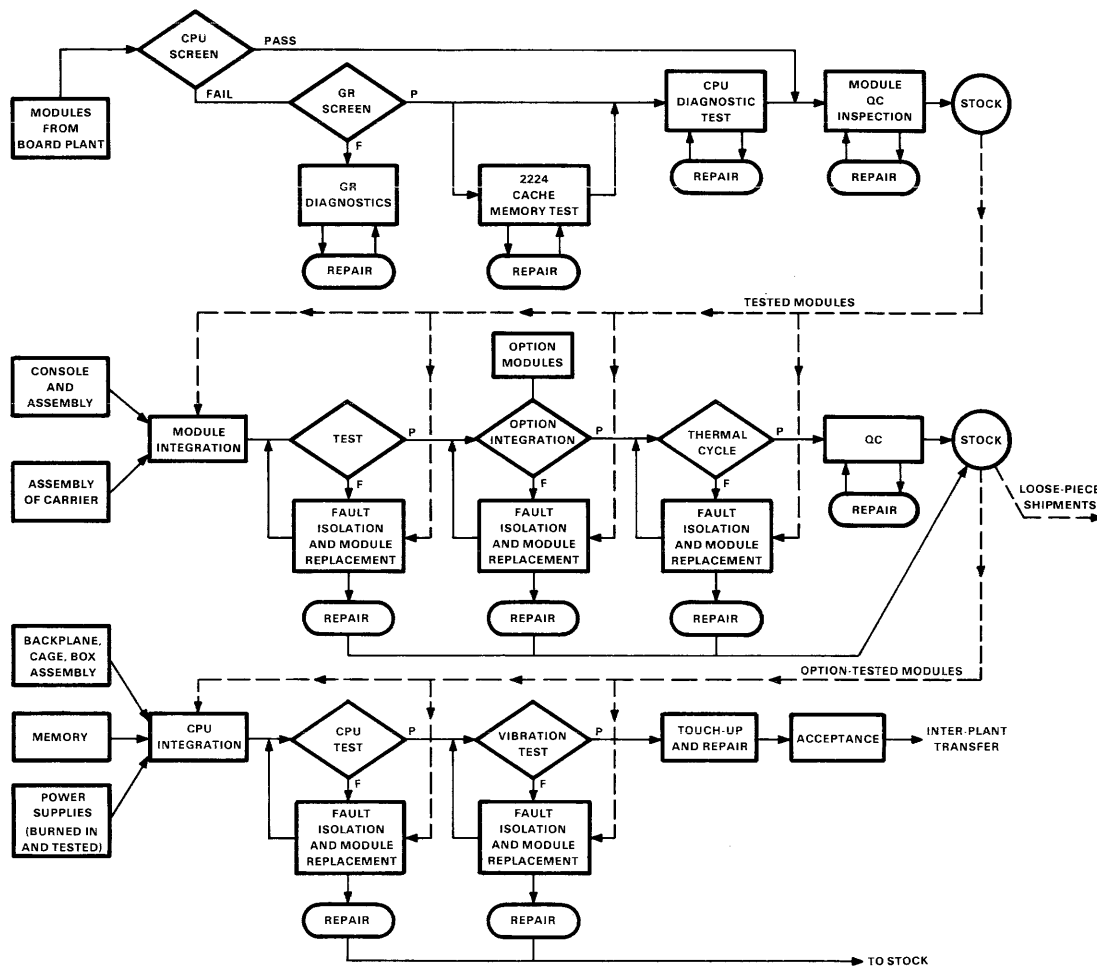 CPU
SCREEN
PASS
FAIL
MODULES
FROM
BOARD PLANT
GR
SCREEN
P
F
GR
DIAGNOSTICS
REPAIR
2224
CACHE
MEMORY TEST
REPAIR
CPU
DIAGNOSTIC
TEST
REPAIR
MODULE
QC
INSPECTION
REPAIR
STOCK
TESTED MODULES
CONSOLE
AND
ASSEMBLY
ASSEMBLY
OF CARRIER
MODULE
INTEGRATION
TEST
P
F
FAULT
ISOLATION
AND MODULE
REPLACEMENT
REPAIR
OPTION
MODULES
OPTION
INTEGRATION
P
F
FAULT
ISOLATION
AND MODULE
REPLACEMENT
REPAIR
THERMAL
CYCLE
P
F
FAULT
ISOLATION
AND MODULE
REPLACEMENT
REPAIR
QC
REPAIR
STOCK
LOOSE-PIECE
SHIPMENTS
OPTION-TESTED MODULES
BACKPLANE,
CAGE, BOX
ASSEMBLY
MEMORY
POWER
SUPPLIES
(BURNED IN
AND TESTED)
CPU
INTEGRATION
CPU
TEST
P
F
FAULT
ISOLATION
AND MODULE
REPLACEMENT
REPAIR
VIBRATION
TEST
P
F
FAULT
ISOLATION
AND MODULE
REPLACEMENT
REPAIR
TOUCH-UP
AND REPAIR
ACCEPTANCE
INTER-PLANT
TRANSFER
TO STOCK